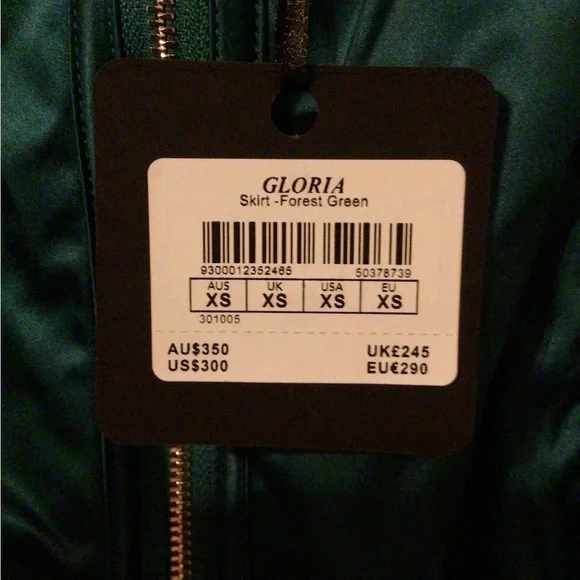 GLORIA
Skirt -Forest Green
9300012352465 50378739
AUS UK USA EU
XS XS XS XS
301005
AU$350 UK£245
US$300 EU€290